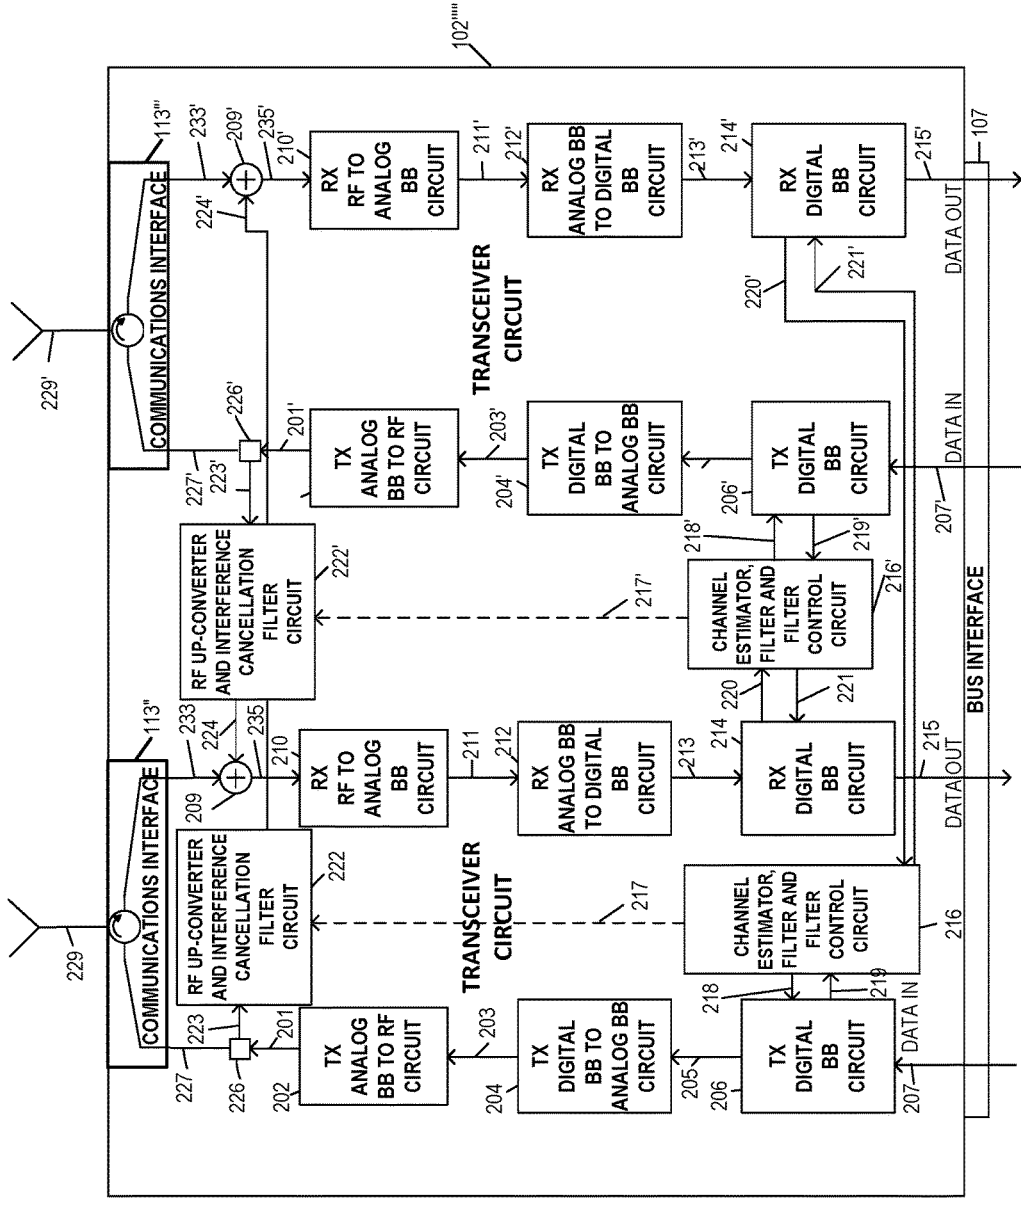 229
229'
COMMUNICATIONS INTERFACE
113"
COMMUNICATIONS INTERFACE
113""
227
223
RF UP-CONVERTER
AND INTERFERENCE
CANCELLATION
FILTER
CIRCUIT
222
209
224
233
235
RF UP-CONVERTER
AND INTERFERENCE
CANCELLATION
FILTER
CIRCUIT
222'
227'
223'
226'
224'
233'
209'
235'
226
201
201'
202
TX
ANALOG
BB TO RF
CIRCUIT
210
RX
RF TO
ANALOG
BB
CIRCUIT
TX
ANALOG
BB TO RF
CIRCUIT
210'
RX
RF TO
ANALOG
BB
CIRCUIT
102"""
TRANSCEIVER
CIRCUIT
TRANSCEIVER
CIRCUIT
203
211
203'
211'
204
TX
DIGITAL
BB TO
ANALOG BB
CIRCUIT
212
RX
ANALOG BB
TO DIGITAL
BB
CIRCUIT
204'
TX
DIGITAL
BB TO
ANALOG BB
CIRCUIT
212'
RX
ANALOG BB
TO DIGITAL
BB
CIRCUIT
217
217'
205
213
213'
206
TX
DIGITAL
BB
CIRCUIT
218
219
CHANNEL
ESTIMATOR,
FILTER AND
FILTER
CONTROL
CIRCUIT
216
214
RX
DIGITAL
BB
CIRCUIT
220
221
CHANNEL
ESTIMATOR,
FILTER AND
FILTER
CONTROL
CIRCUIT
216'
218'
219'
206'
TX
DIGITAL
BB
CIRCUIT
220'
221'
214'
RX
DIGITAL
BB
CIRCUIT
207
DATA IN
215
DATA OUT
207'
DATA IN
215'
DATA OUT
BUS INTERFACE
107